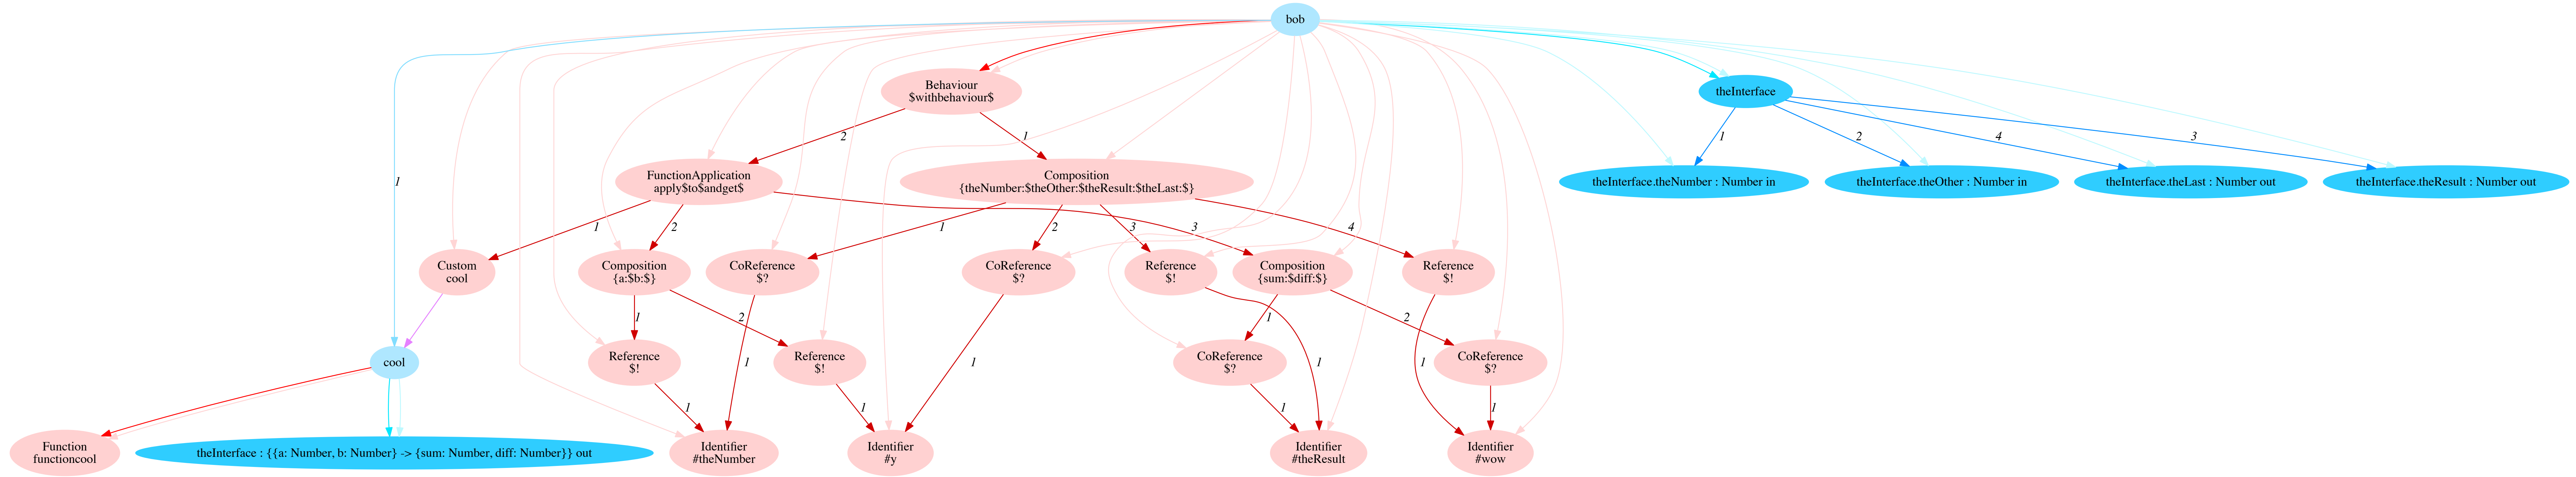 bob
Behaviour
$withbehaviour$
theInterface
1
2
1
1
2
4
3
FunctionApplication
apply$to$andget$
Composition
{theNumber:$theOther:$theResult:$theLast:$}
theInterface.theNumber : Number in
theInterface.theOther : Number in
theInterface.theLast : Number out
theInterface.theResult : Number out
1
2
1
2
3
3
4
Custom
cool
Composition
{a:$b:$}
CoReference
$?
CoReference
$?
Reference
$!
Composition
{sum:$diff:$}
Reference
$!
1
2
1
2
cool
Reference
$!
1
Reference
$!
1
CoReference
$?
1
1
CoReference
$?
1
1
1
1
Function
functioncool
theInterface : {{a: Number, b: Number} -> {sum: Number, diff: Number}} out
Identifier
#theNumber
Identifier
#y
Identifier
#theResult
Identifier
#wow